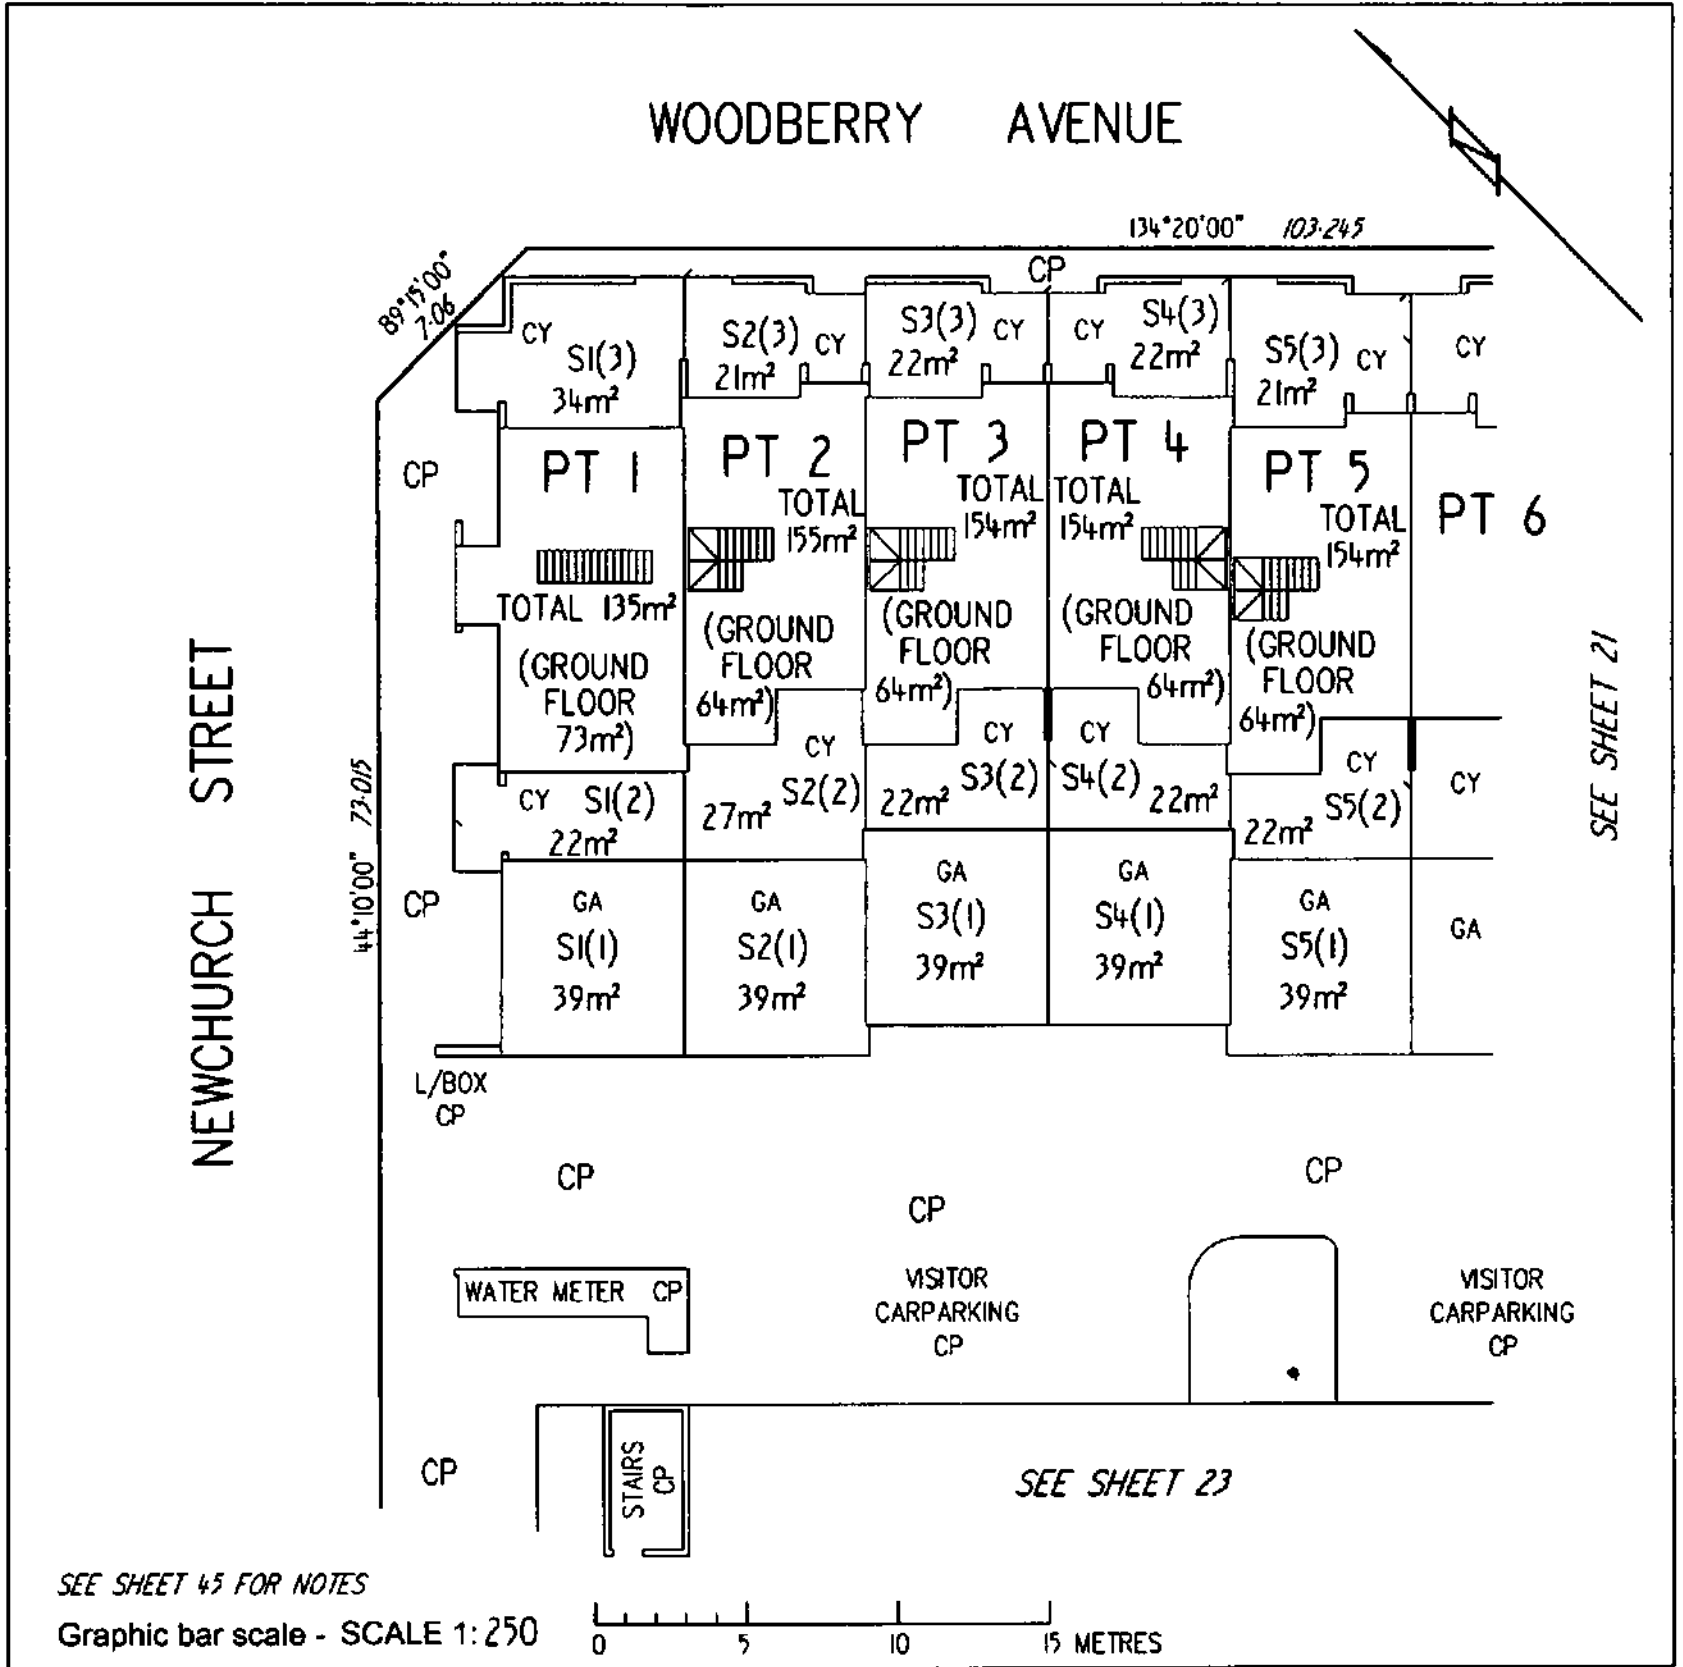 WOODBERRY AVENUE
134°20'00" 103·245
89°15'00"
7·06
CP
CY
S1(3)
34m²
S2(3) CY
21m²
S3(3) CY
22m²
CY S4(3)
22m²
S5(3) CY
21m²
CY
CP
PT 1
TOTAL 135m²
(GROUND
FLOOR
73m²)
PT 2
TOTAL
155m²
(GROUND
FLOOR
64m²)
PT 3
TOTAL
154m²
(GROUND
FLOOR
64m²)
PT 4
TOTAL
154m²
(GROUND
FLOOR
64m²)
PT 5
TOTAL
154m²
(GROUND
FLOOR
64m²)
PT 6
SEE SHEET 21
NEWCHURCH STREET
44°10'00" 73·015
CY S1(2)
22m²
CY
27m² S2(2)
CY
S3(2)
22m²
CY
S4(2)
22m²
CY
S5(2)
22m²
CY
CP
GA
S1(1)
39m²
GA
S2(1)
39m²
GA
S3(1)
39m²
GA
S4(1)
39m²
GA
S5(1)
39m²
GA
L/BOX
CP
CP
CP
CP
WATER METER CP
VISITOR
CARPARKING
CP
VISITOR
CARPARKING
CP
CP
STAIRS
CP
SEE SHEET 23
SEE SHEET 45 FOR NOTES
Graphic bar scale - SCALE 1:250
0 5 10 15 METRES